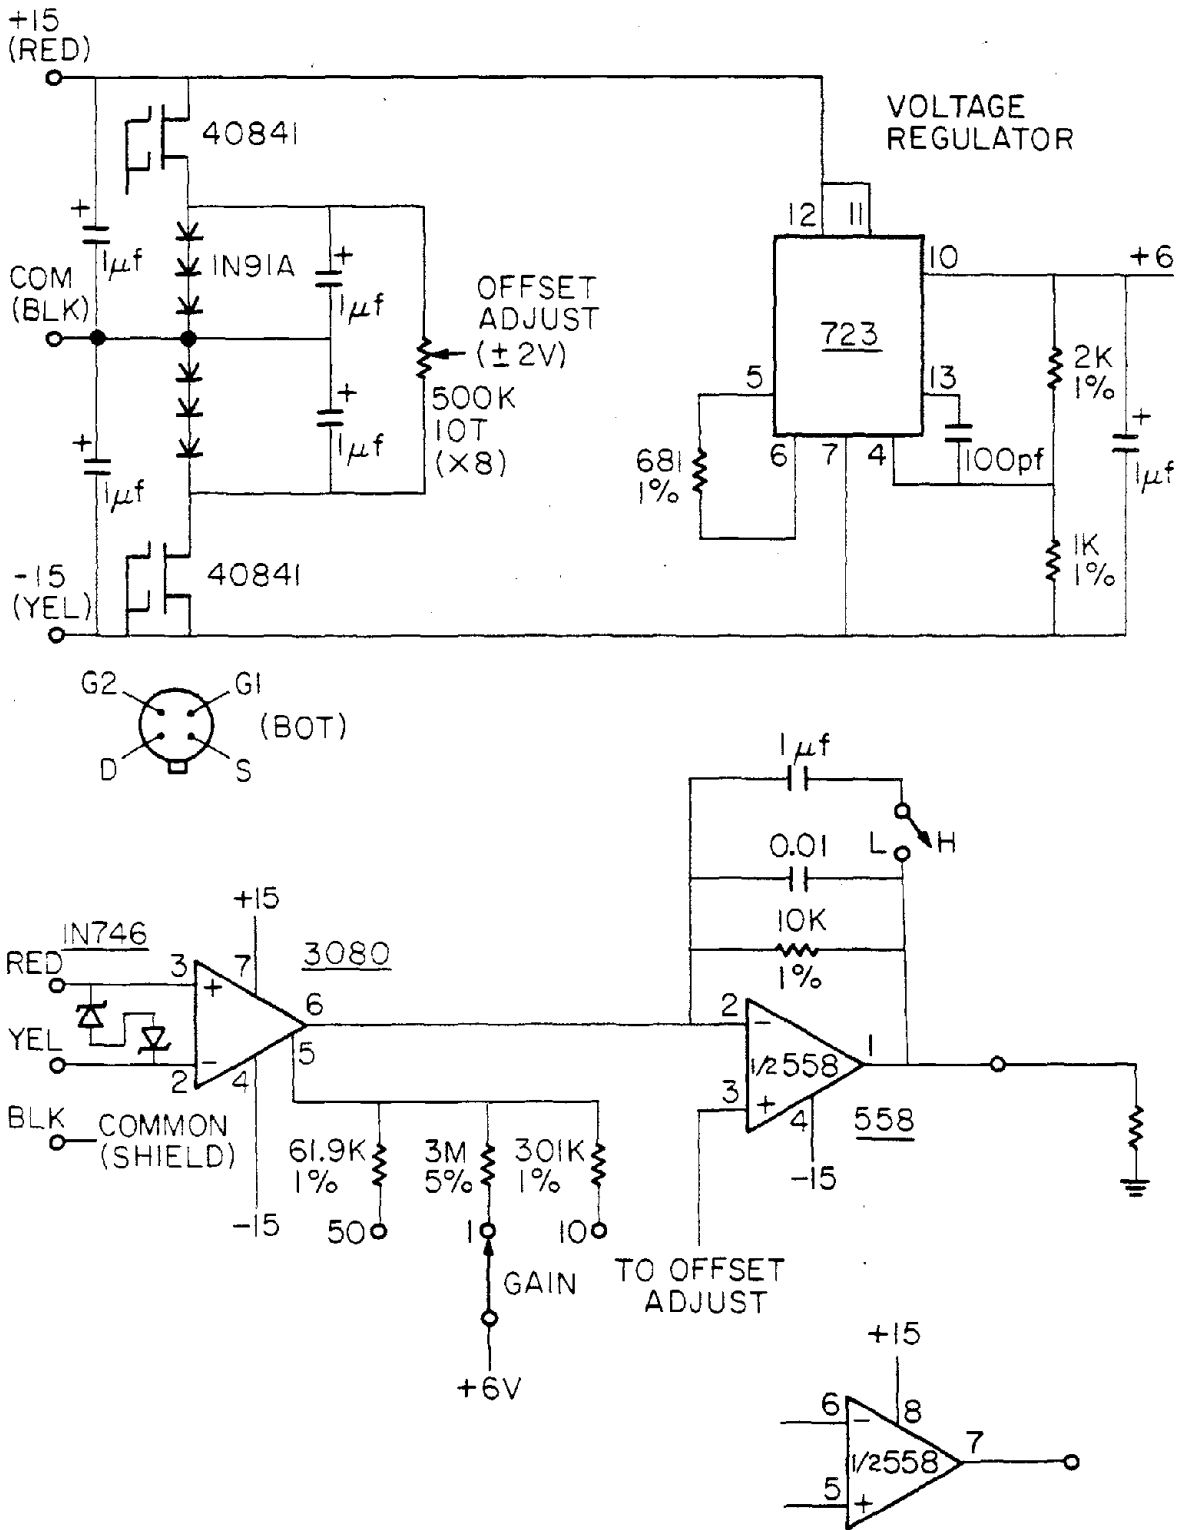 +15
(RED)
40841
+
1μf
1N91A
+
1μf
COM
(BLK)
OFFSET
ADJUST
(±2V)
500K
10T
(X8)
+
1μf
+
1μf
-15
(YEL)
40841
VOLTAGE
REGULATOR
12 11
10
+6
723
5
13
6 7 4
681
1%
100pf
2K
1%
+
1μf
1K
1%
G2 G1
(BOT)
D S
1μf
L H
0.01
10K
1%
1N746
RED
YEL
BLK
COMMON
(SHIELD)
+15
3 7
+
3080
6
5
-
2 4
-15
61.9K
1%
3M
5%
301K
1%
50 1 10
GAIN
+6V
2
-
1/2 558
1
3
+
4
558
-15
TO OFFSET
ADJUST
+15
6
-
8
1/2 558
7
5
+